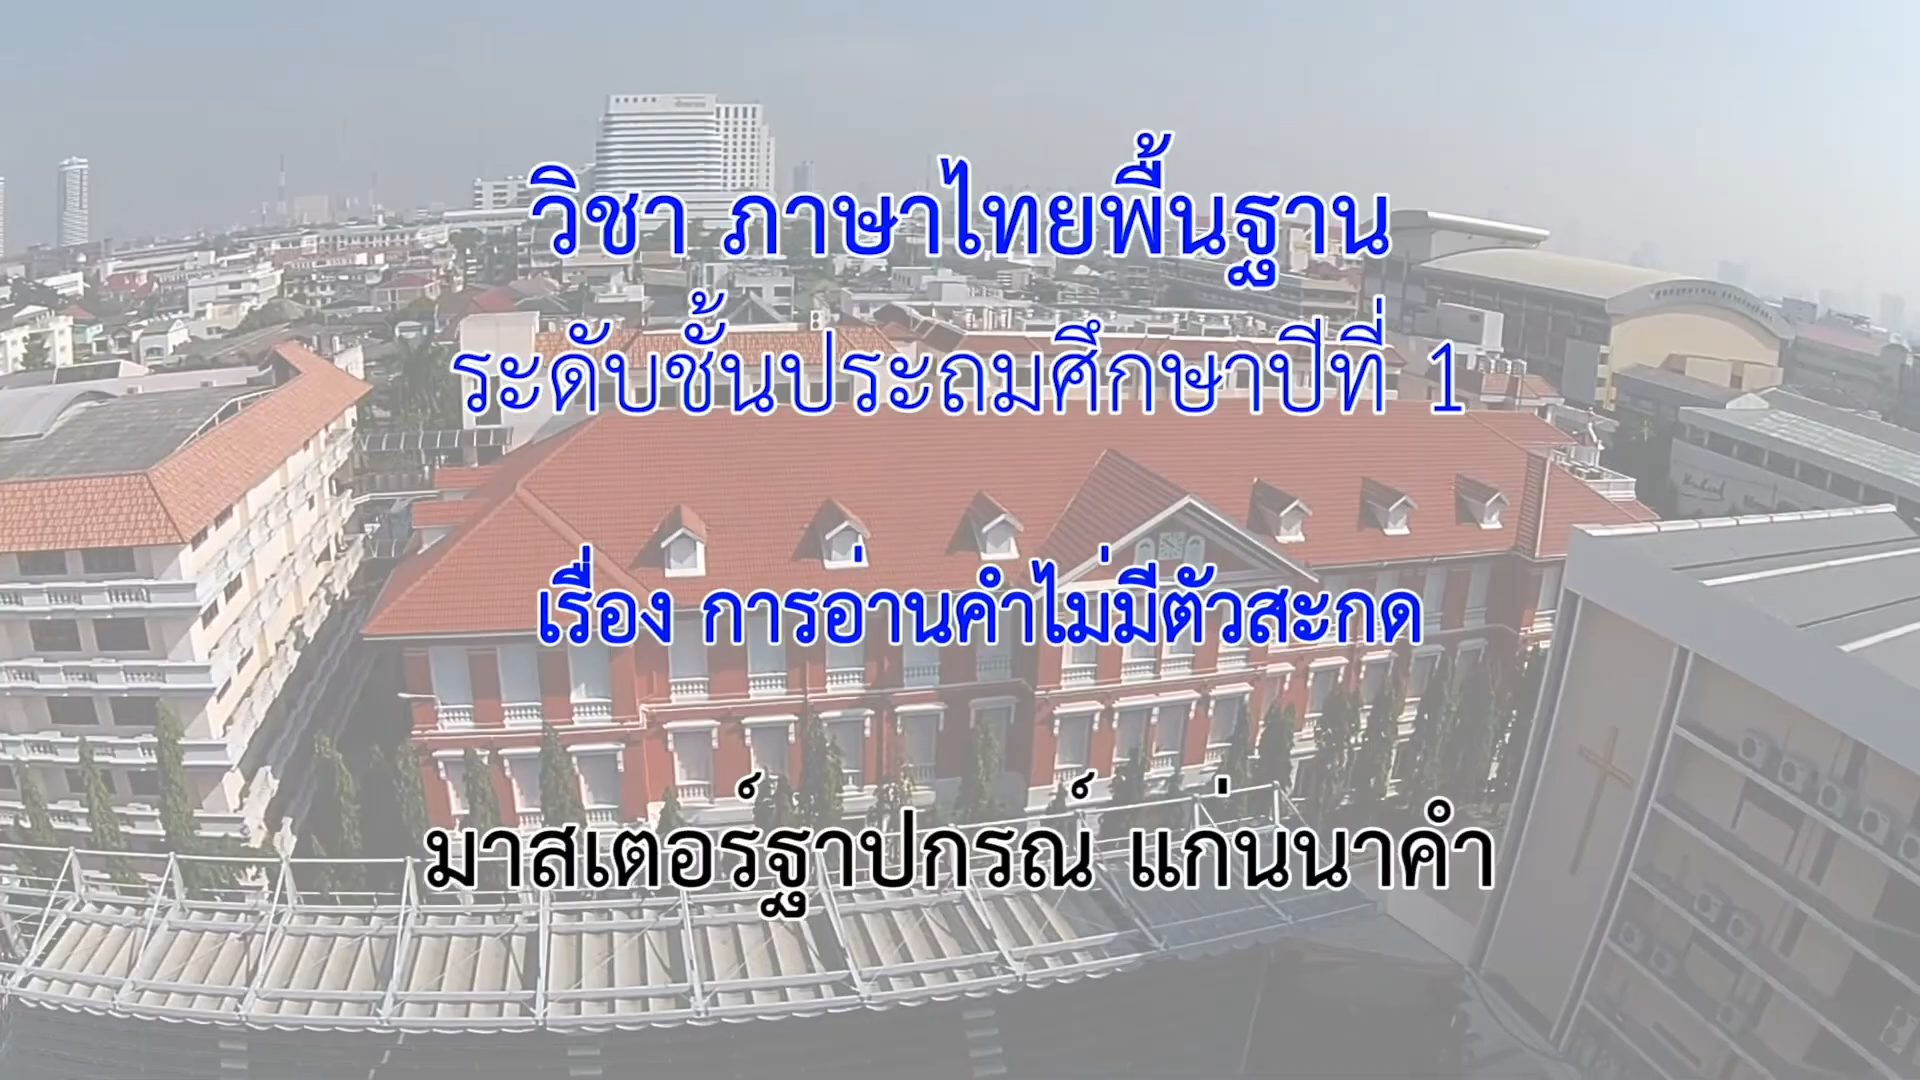 วิชา ภาษาไทยพื้นฐาน
ระดับชั้นประถมศึกษาปีที่ 1
เรื่อง การอ่านคำไม่มีตัวสะกด
มาสเตอร์ฐาปกรณ์ แก่นนาคำ